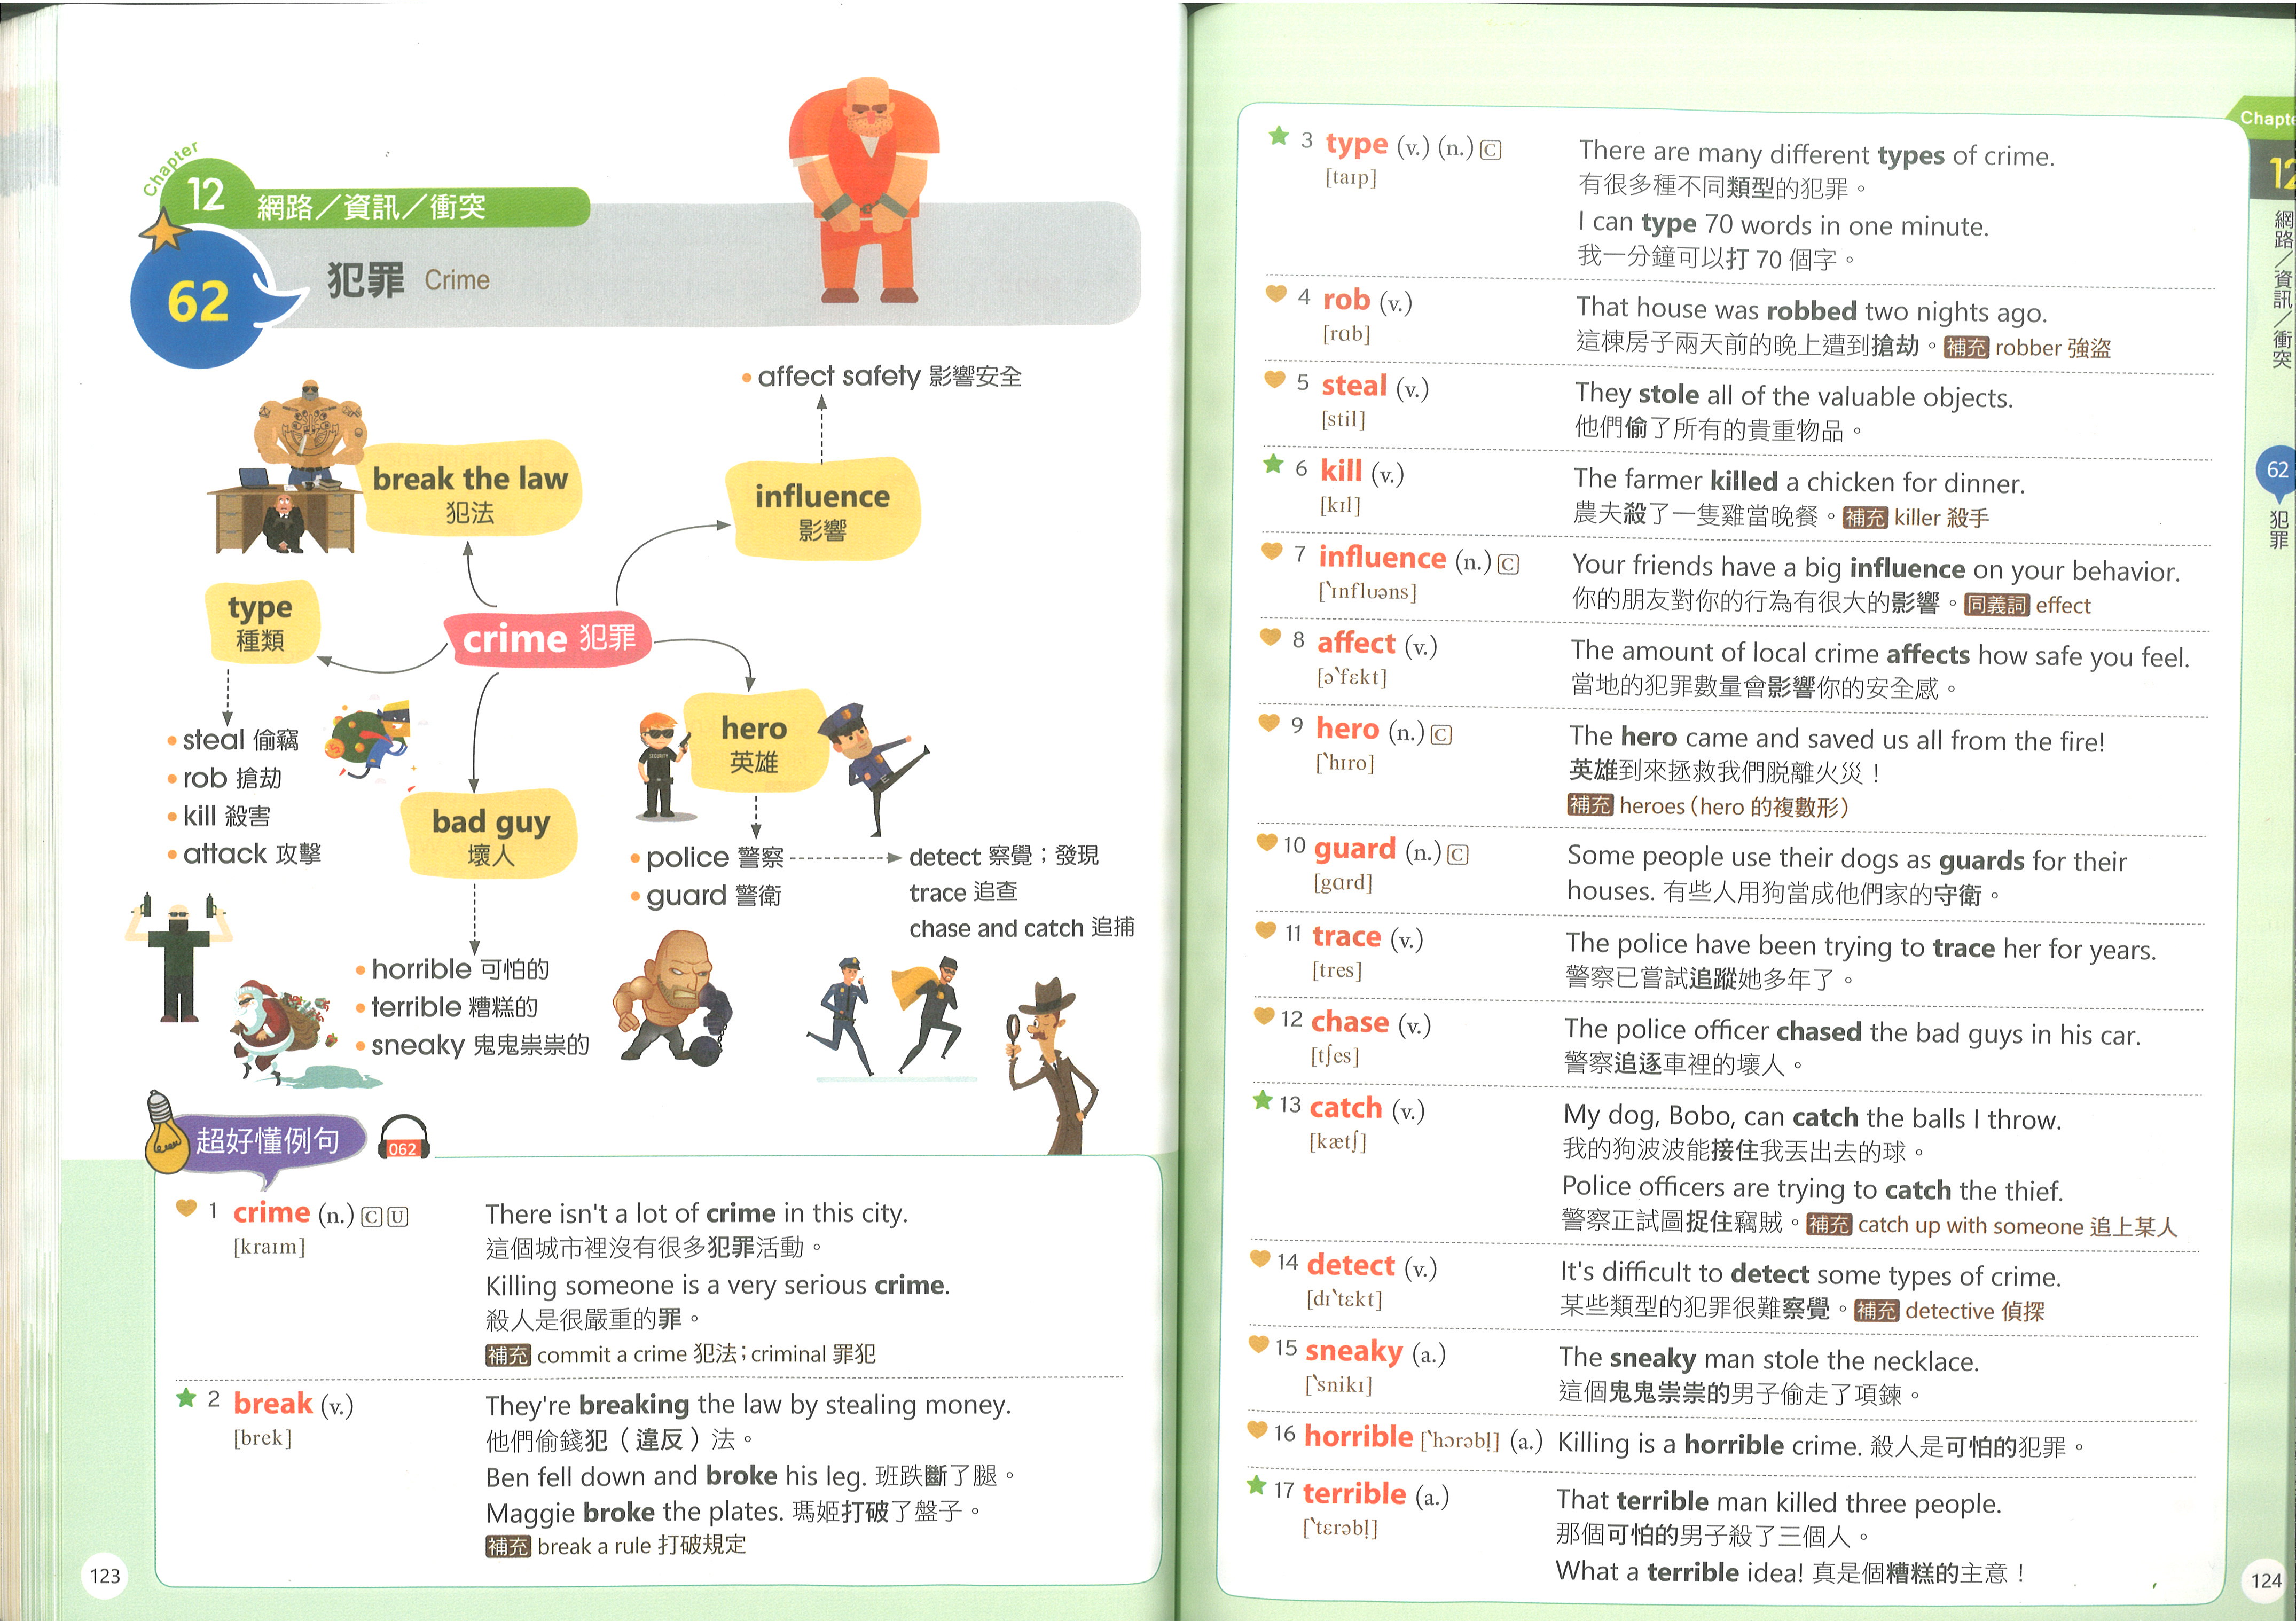 Chapter
12
網路／資訊／衝突
62
犯罪 Crime
• affect safety 影響安全
break the law
犯法
influence
影響
type
種類
crime 犯罪
• steal 偷竊
• rob 搶劫
• kill 殺害
• attack 攻擊
bad guy
壞人
hero
英雄
SECURITY
• police 警察
• guard 警衛
detect 察覺；發現
trace 追查
chase and catch 追捕
• horrible 可怕的
• terrible 糟糕的
• sneaky 鬼鬼祟祟的
超好懂例句
062
1 crime (n.) C U
[kraɪm]
There isn't a lot of crime in this city.
這個城市裡沒有很多犯罪活動。
Killing someone is a very serious crime.
殺人是很嚴重的罪。
補充 commit a crime 犯法；criminal 罪犯
2 break (v.)
[brek]
They're breaking the law by stealing money.
他們偷錢犯（違反）法。
Ben fell down and broke his leg. 班跌斷了腿。
Maggie broke the plates. 瑪姬打破了盤子。
補充 break a rule 打破規定
123
3 type (v.) (n.) C
[taɪp]
There are many different types of crime.
有很多種不同類型的犯罪。
I can type 70 words in one minute.
我一分鐘可以打 70 個字。
4 rob (v.)
[rɑb]
That house was robbed two nights ago.
這棟房子兩天前的晚上遭到搶劫。補充 robber 強盜
5 steal (v.)
[stil]
They stole all of the valuable objects.
他們偷了所有的貴重物品。
6 kill (v.)
[kɪl]
The farmer killed a chicken for dinner.
農夫殺了一隻雞當晚餐。補充 killer 殺手
7 influence (n.) C
[ˋɪnflʊəns]
Your friends have a big influence on your behavior.
你的朋友對你的行為有很大的影響。同義詞 effect
8 affect (v.)
[əˋfɛkt]
The amount of local crime affects how safe you feel.
當地的犯罪數量會影響你的安全感。
9 hero (n.) C
[ˋhɪro]
The hero came and saved us all from the fire!
英雄到來拯救我們脫離火災！
補充 heroes（hero 的複數形）
10 guard (n.) C
[gɑrd]
Some people use their dogs as guards for their
houses. 有些人用狗當成他們家的守衛。
11 trace (v.)
[tres]
The police have been trying to trace her for years.
警察已嘗試追蹤她多年了。
12 chase (v.)
[tʃes]
The police officer chased the bad guys in his car.
警察追逐車裡的壞人。
13 catch (v.)
[kætʃ]
My dog, Bobo, can catch the balls I throw.
我的狗波波能接住我丟出去的球。
Police officers are trying to catch the thief.
警察正試圖捉住竊賊。補充 catch up with someone 追上某人
14 detect (v.)
[dɪˋtɛkt]
It's difficult to detect some types of crime.
某些類型的犯罪很難察覺。補充 detective 偵探
15 sneaky (a.)
[ˋsnikɪ]
The sneaky man stole the necklace.
這個鬼鬼祟祟的男子偷走了項鍊。
16 horrible [ˋhɔrəb!] (a.) Killing is a horrible crime. 殺人是可怕的犯罪。
17 terrible (a.)
[ˋtɛrəb!]
That terrible man killed three people.
那個可怕的男子殺了三個人。
What a terrible idea! 真是個糟糕的主意！
12
網路／資訊／衝突
62
犯罪
124